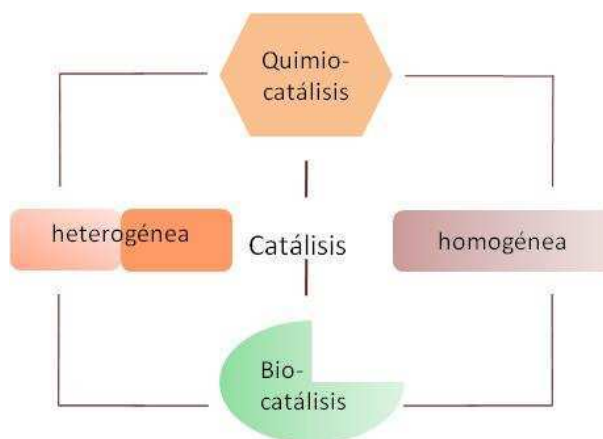 Quimio-
catálisis
heterogénea
Catálisis
homogénea
Bio-
catálisis